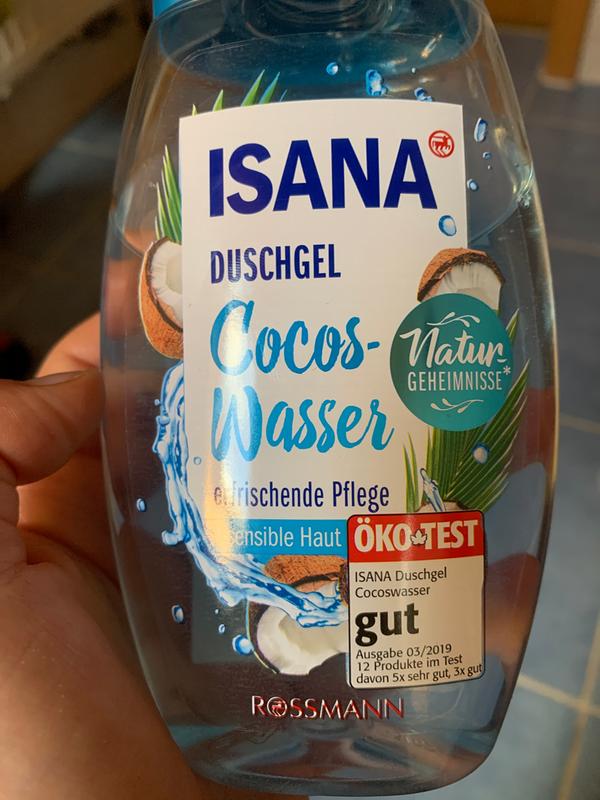 ISANA
DUSCHGEL
Cocos-
Wasser
Natur-
GEHEIMNISSE*
erfrischende Pflege
sensible Haut
ÖKO TEST
ISANA Duschgel
Cocoswasser
gut
Ausgabe 03/2019
12 Produkte im Test
davon 5x sehr gut, 3x gut
ROSSMANN